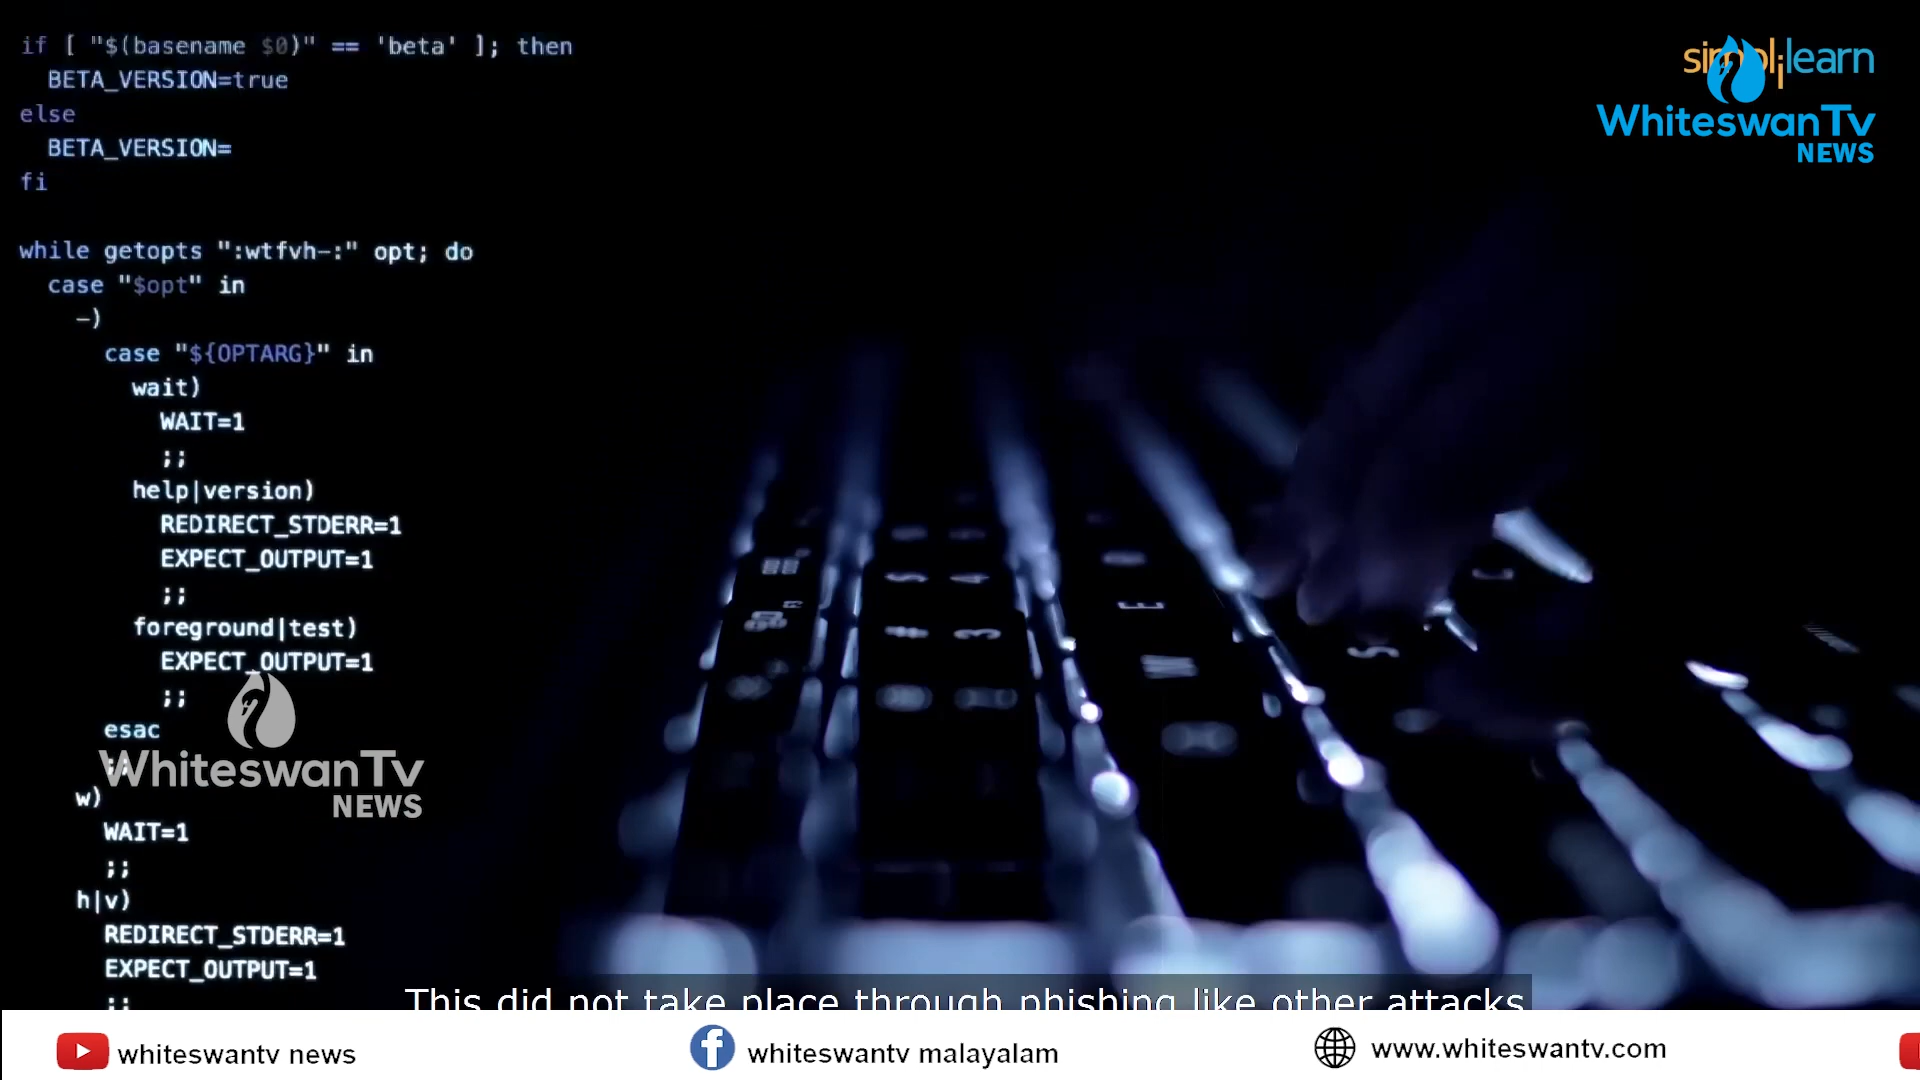 if [ "$(basename $0)" == 'beta' ]; then
BETA_VERSION=true
else
BETA_VERSION=
fi
while getopts ":wtfvh-:" opt; do
case "$opt" in
-)
case "${OPTARG}" in
wait)
WAIT=1
;;
help|version)
REDIRECT_STDERR=1
EXPECT_OUTPUT=1
;;
foreground|test)
EXPECT_OUTPUT=1
;;
esac
;;
w)
WAIT=1
;;
h|v)
REDIRECT_STDERR=1
EXPECT_OUTPUT=1
;;
simplilearn
WhiteswanTv
NEWS
WhiteswanTv
NEWS
E
S
This did not take place through phishing like other attacks
whiteswantv news
whiteswantv malayalam
www.whiteswantv.com